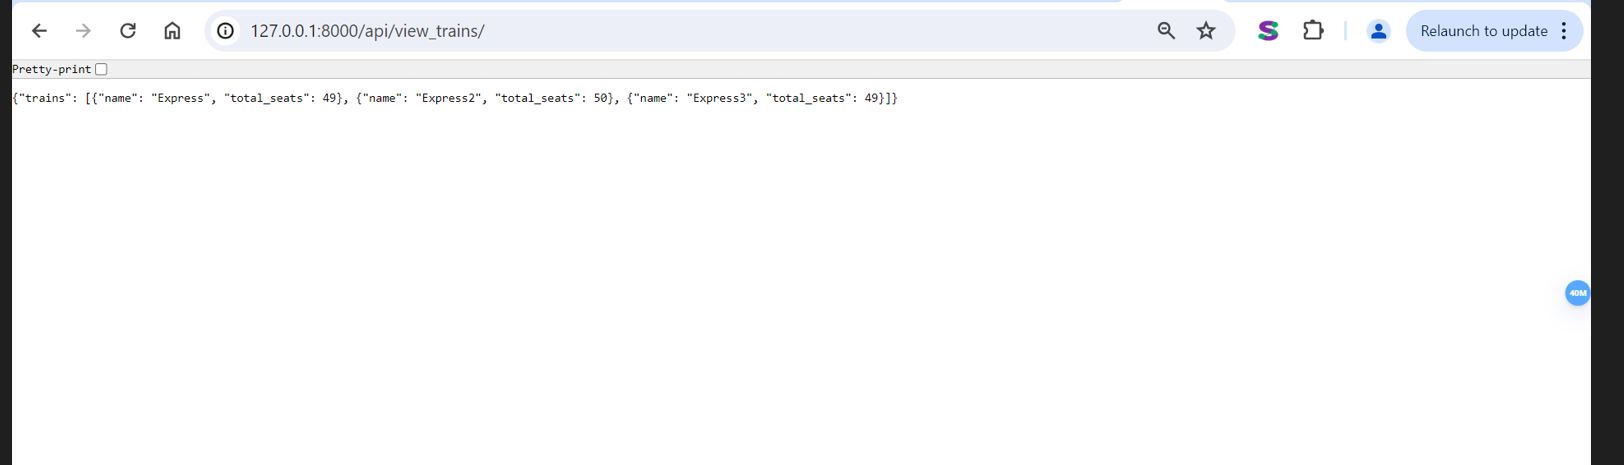 127.0.0.1:8000/api/view_trains/
Relaunch to update
Pretty-print
{"trains": [{"name": "Express", "total_seats": 49}, {"name": "Express2", "total_seats": 50}, {"name": "Express3", "total_seats": 49}]}
40M